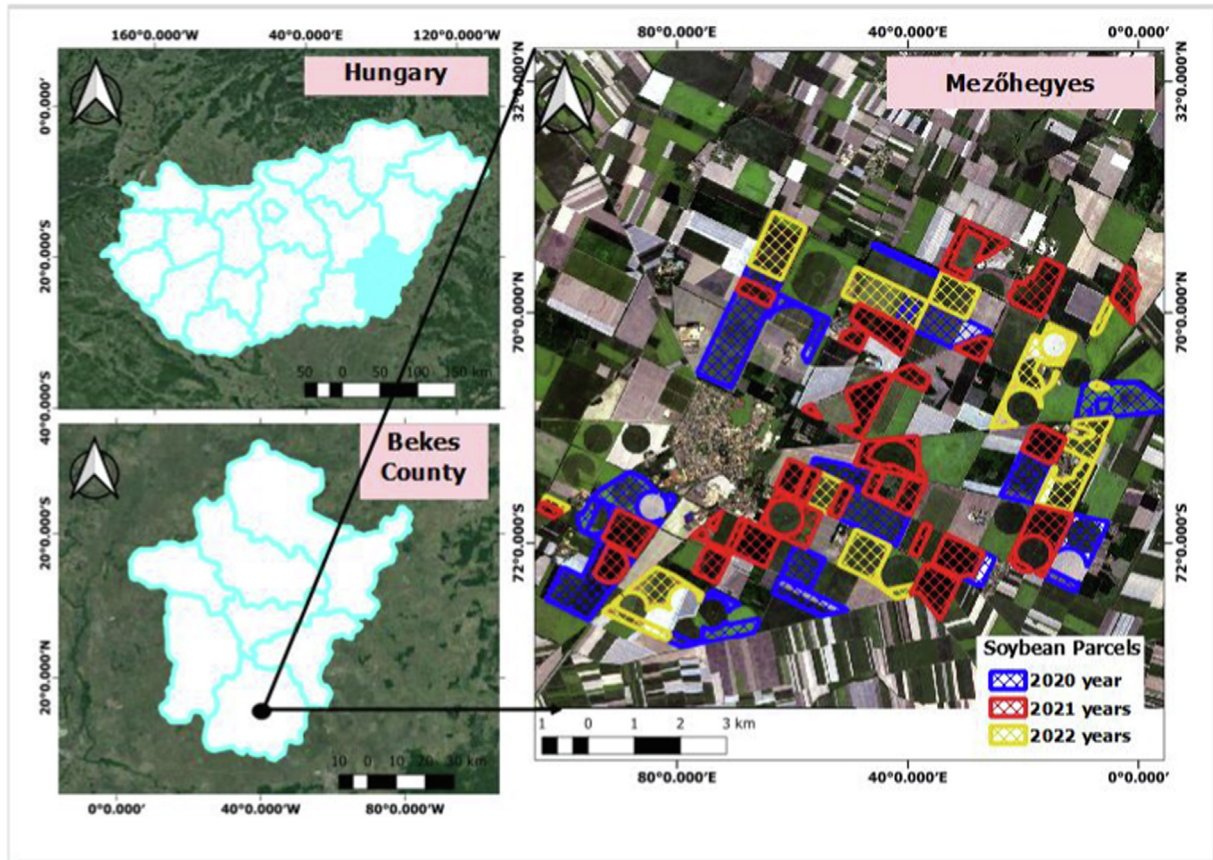 160°0.000'W 40°0.000'E 120°0.000'W
Hungary
0°0.000'
20°0.000'S
40°0.000'S
50 0 50 100 150 km
Bekes
County
20°0.000'S
20°0.000'N
10 0 10 20 30 km
0°0.000' 40°0.000'W 80°0.000'W
80°0.000'E 40°0.000'E 0°0.000'
Mezőhegyes
32°0.000'N 32°0.000'N
70°0.000'N 70°0.000'N
72°0.000'S 72°0.000'S
Soybean Parcels
2020 year
2021 years
2022 years
1 0 1 2 3 km
80°0.000'E 40°0.000'E 0°0.000'